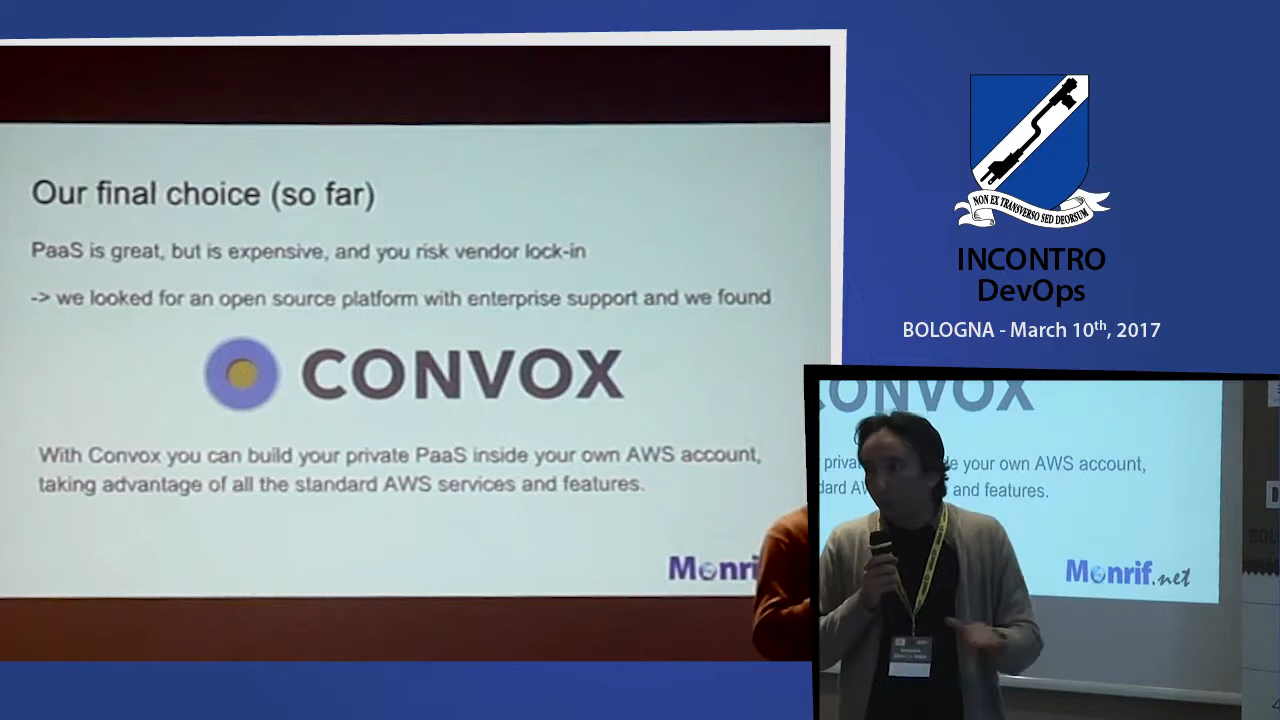 Our final choice (so far)
PaaS is great, but is expensive, and you risk vendor lock-in
-> we looked for an open source platform with enterprise support and we found
CONVOX
With Convox you can build your private PaaS inside your own AWS account,
taking advantage of all the standard AWS services and features.
Monri
NON EX TRANSVERSO SED DEORSUM
INCONTRO
DevOps
BOLOGNA - March 10th, 2017
CONVOX
e your own AWS account,
and features.
Monrif.net